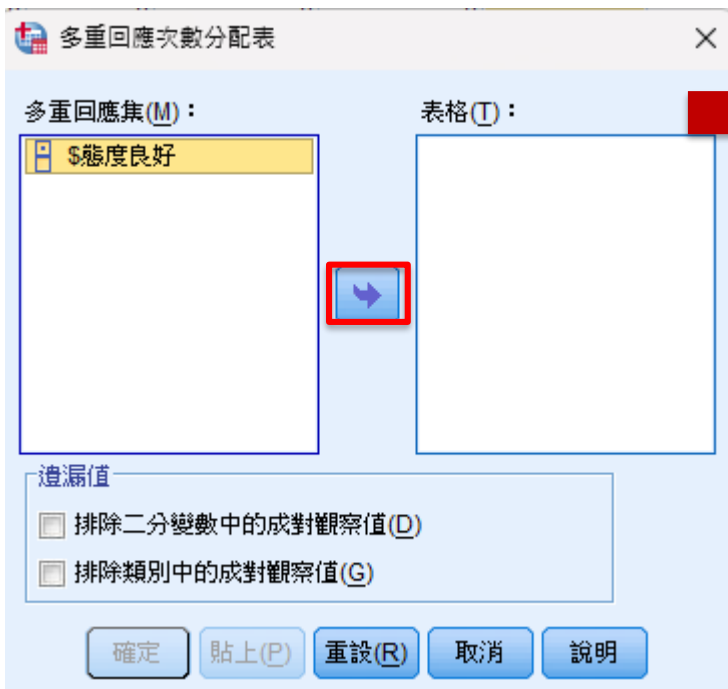 多重回應次數分配表
多重回應集(M)：
表格(T)：
$態度良好
遺漏值
排除二分變數中的成對觀察值(D)
排除類別中的成對觀察值(G)
確定
貼上(P)
重設(R)
取消
說明